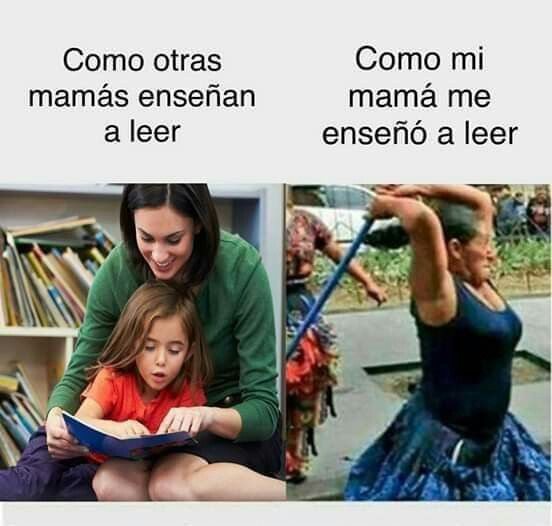 Como otras
mamás enseñan
a leer
Como mi
mamá me
enseñó a leer